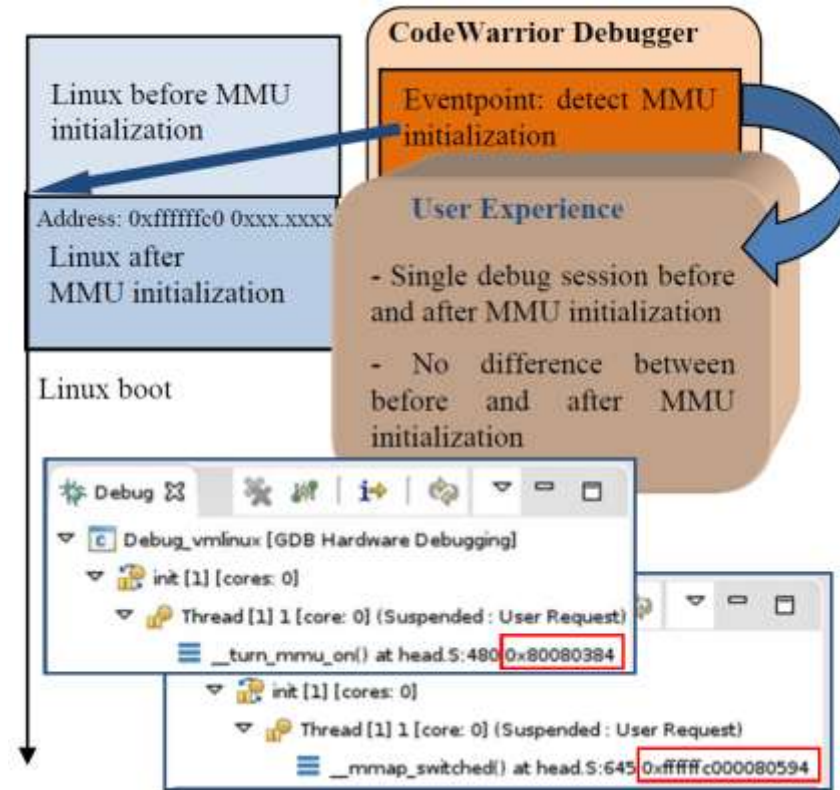 CodeWarrior Debugger
Linux before MMU
initialization
Eventpoint: detect MMU
initialization
Address: 0xffffffc0 0xxx.xxxx
Linux after
MMU initialization
User Experience
- Single debug session before
and after MMU initialization
- No difference between
before and after MMU
initialization
Linux boot
Debug
Debug_vmlinux [GDB Hardware Debugging]
init [1] [cores: 0]
Thread [1] 1 [core: 0] (Suspended : User Request)
__turn_mmu_on() at head.S:480 0x80080384
init [1] [cores: 0]
Thread [1] 1 [core: 0] (Suspended : User Request)
__mmap_switched() at head.S:645 0xffffffc000080594